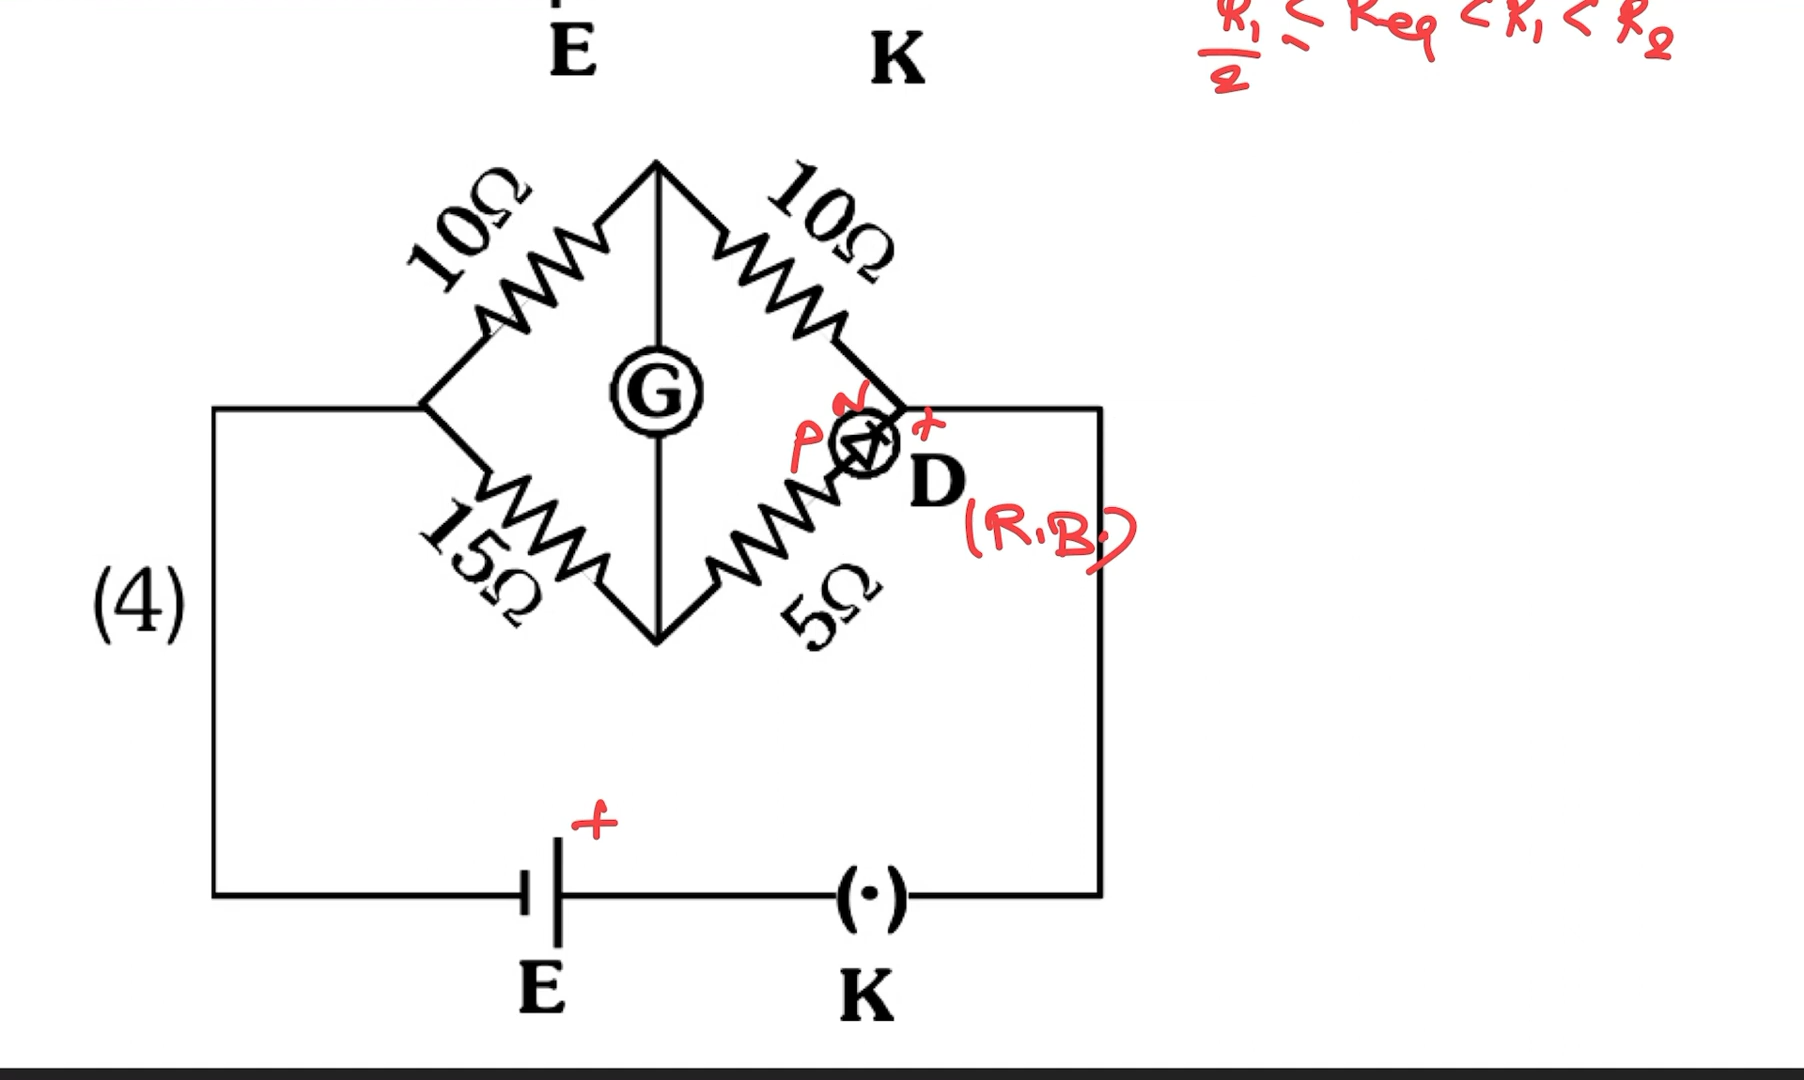 R₁/2 ≤ Req < R₁ < R₂
E K
10Ω 10Ω
G
N
P +
D
(R.B.)
15Ω 5Ω
(4)
+
(·)
E K